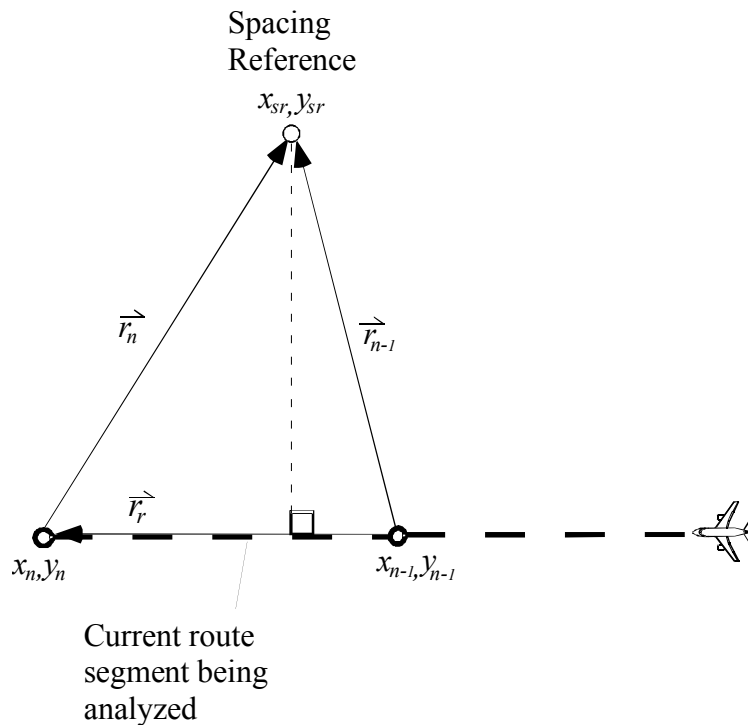 Spacing
Reference
x_sr,y_sr
r_n
r_n-1
r_r
x_n,y_n
x_n-1,y_n-1
Current route
segment being
analyzed